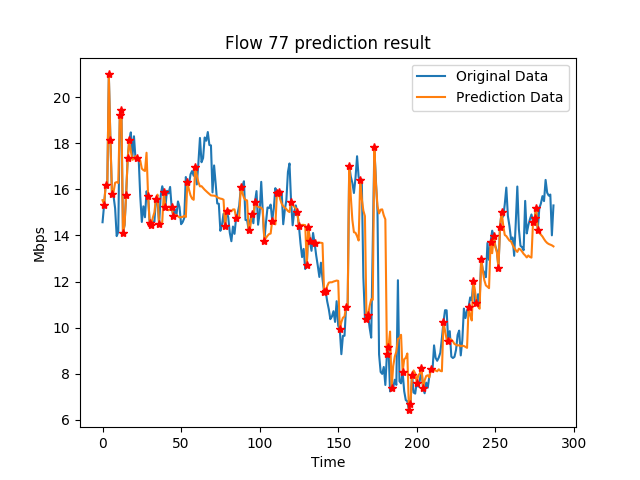 Flow 77 prediction result
Original Data
Prediction Data
Mbps
20
18
16
14
12
10
8
6
0 50 100 150 200 250 300
Time